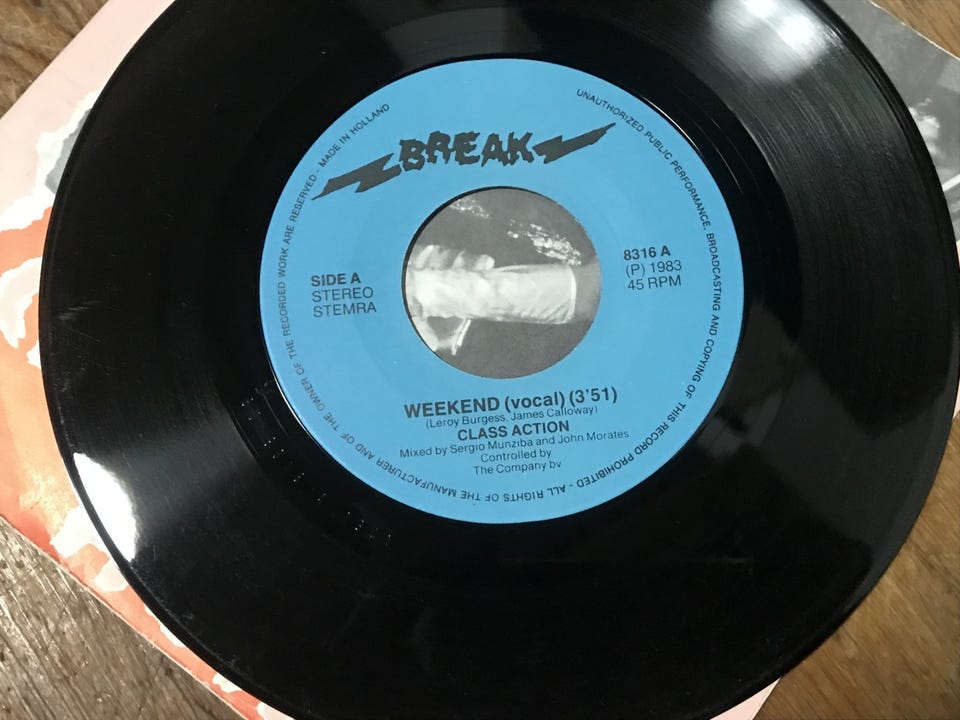 BREAK
SIDE A
STEREO
STEMRA
8316 A
(P) 1983
45 RPM
WEEKEND (vocal) (3'51)
(Leroy Burgess, James Calloway)
CLASS ACTION
Mixed by Sergio Munziba and John Morates
Controlled by
The Company bv
UNAUTHORIZED PUBLIC PERFORMANCE, BROADCASTING AND COPYING OF THIS RECORD PROHIBITED - ALL RIGHTS OF THE MANUFACTURER AND OF THE OWNER OF THE RECORDED WORK ARE RESERVED - MADE IN HOLLAND